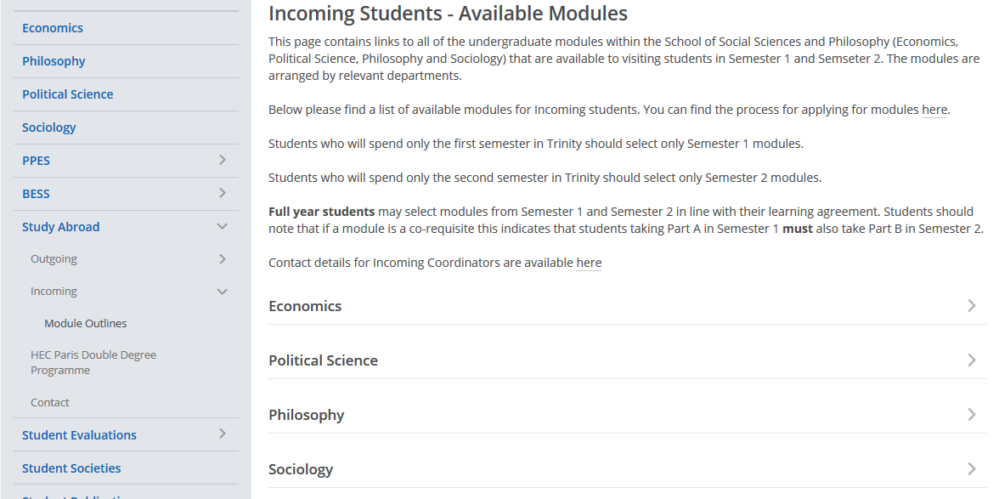 Economics
Philosophy
Political Science
Sociology
PPES
BESS
Study Abroad
Outgoing
Incoming
Module Outlines
HEC Paris Double Degree
Programme
Contact
Student Evaluations
Student Societies
Incoming Students - Available Modules
This page contains links to all of the undergraduate modules within the School of Social Sciences and Philosophy (Economics,
Political Science, Philosophy and Sociology) that are available to visiting students in Semester 1 and Semseter 2. The modules are
arranged by relevant departments.
Below please find a list of available modules for Incoming students. You can find the process for applying for modules here.
Students who will spend only the first semester in Trinity should select only Semester 1 modules.
Students who will spend only the second semester in Trinity should select only Semester 2 modules.
Full year students may select modules from Semester 1 and Semester 2 in line with their learning agreement. Students should
note that if a module is a co-requisite this indicates that students taking Part A in Semester 1 must also take Part B in Semester 2.
Contact details for Incoming Coordinators are available here
Economics
Political Science
Philosophy
Sociology